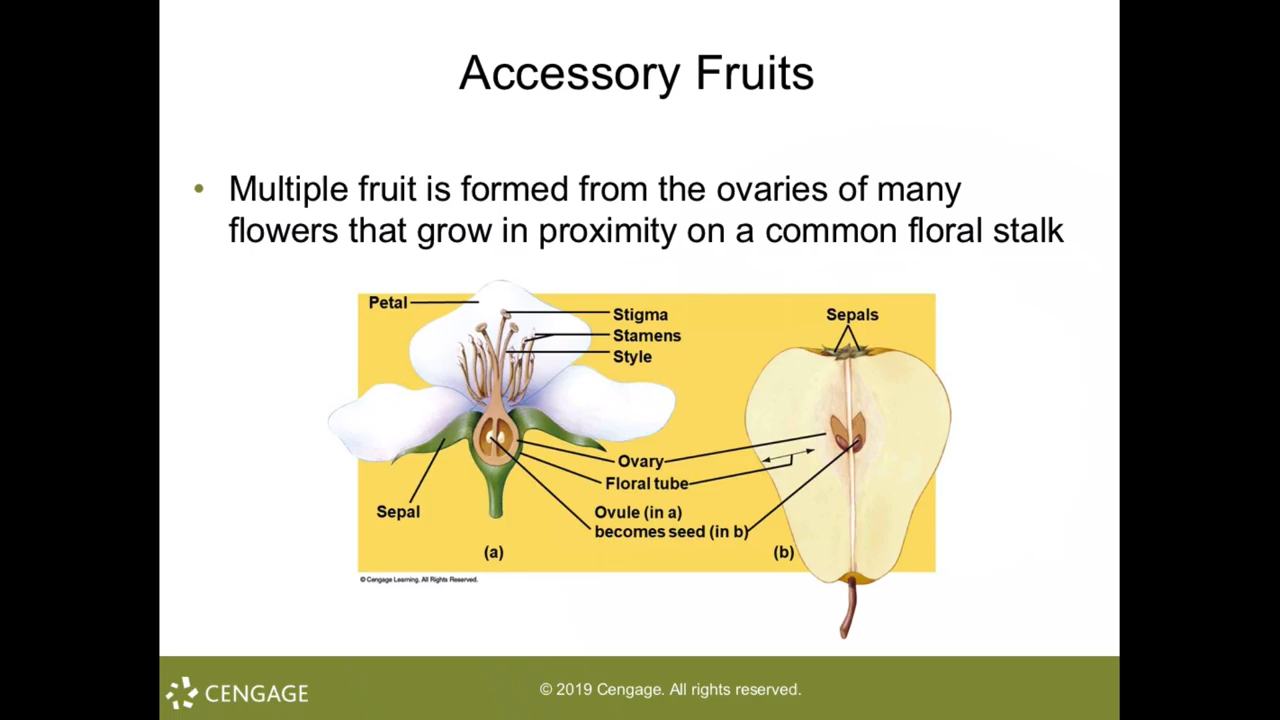 Accessory Fruits
• Multiple fruit is formed from the ovaries of many
flowers that grow in proximity on a common floral stalk
Petal
Stigma
Stamens
Style
Sepals
Ovary
Floral tube
Sepal
Ovule (in a)
becomes seed (in b)
(a)
(b)
© Cengage Learning. All Rights Reserved.
CENGAGE
© 2019 Cengage. All rights reserved.